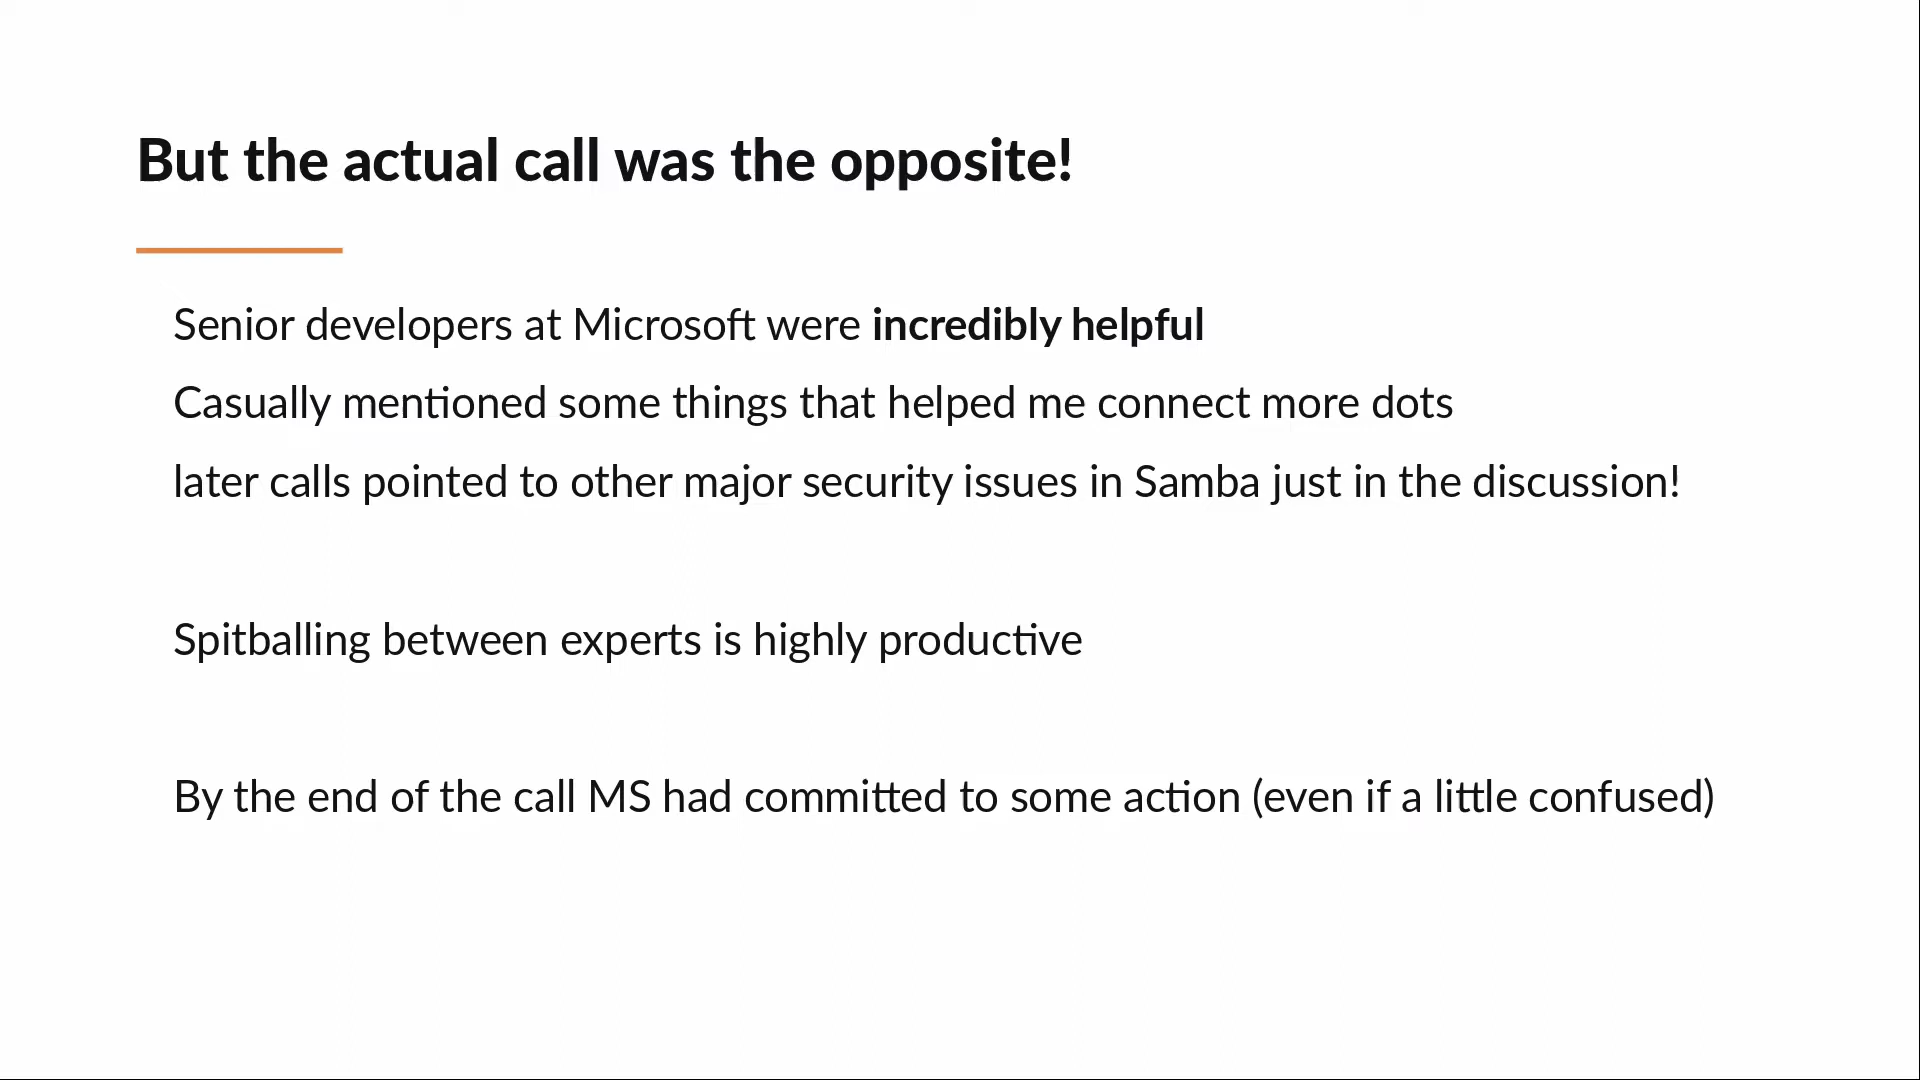 But the actual call was the opposite!
Senior developers at Microsoft were incredibly helpful
Casually mentioned some things that helped me connect more dots
later calls pointed to other major security issues in Samba just in the discussion!
Spitballing between experts is highly productive
By the end of the call MS had committed to some action (even if a little confused)